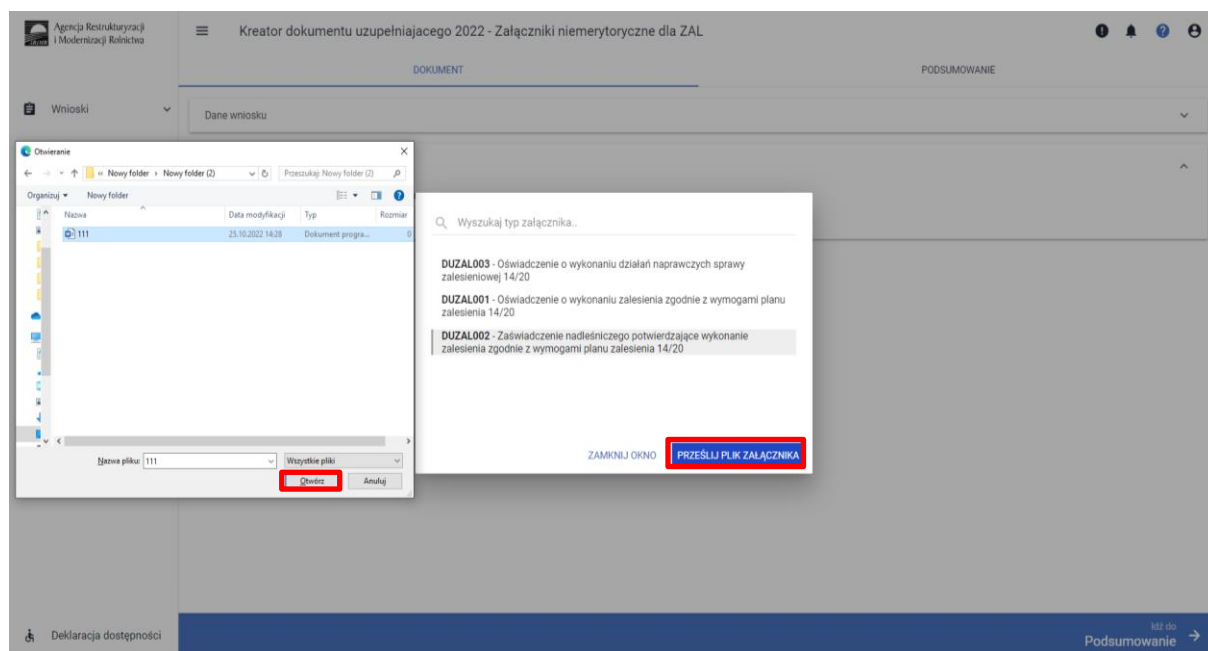 Agencja Restrukturyzacji
i Modernizacji Rolnictwa
Kreator dokumentu uzupełniajacego 2022 - Załączniki niemerytoryczne dla ZAL
DOKUMENT
PODSUMOWANIE
Wnioski
Dane wniosku
Otwieranie
« Nowy folder › Nowy folder (2)
Przeszukaj: Nowy folder (2)
Organizuj
Nowy folder
Nazwa
Data modyfikacji
Typ
Rozmiar
111
25.10.2022 14:28
Dokument progra...
0
Nazwa pliku:
111
Wszystkie pliki
Otwórz
Anuluj
Wyszukaj typ załącznika..
DUZAL003 - Oświadczenie o wykonaniu działań naprawczych sprawy
zalesieniowej 14/20
DUZAL001 - Oświadczenie o wykonaniu zalesienia zgodnie z wymogami planu
zalesienia 14/20
DUZAL002 - Zaświadczenie nadleśniczego potwierdzające wykonanie
zalesienia zgodnie z wymogami planu zalesienia 14/20
ZAMKNIJ OKNO
PRZEŚLIJ PLIK ZAŁĄCZNIKA
Deklaracja dostępności
Idź do
Podsumowanie